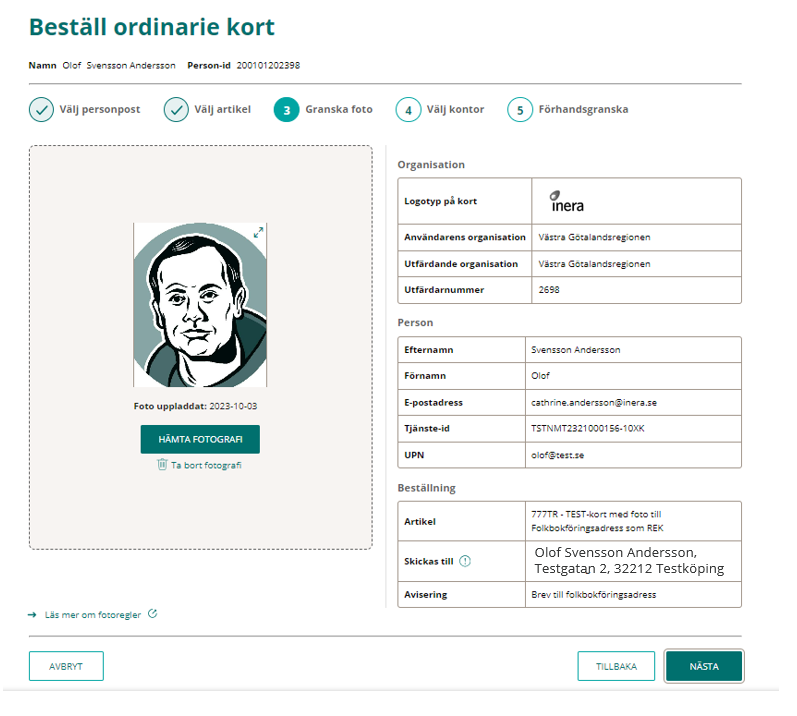 Beställ ordinarie kort
Namn Olof Svensson Andersson Person-id 200101202398
Välj personpost Välj artikel 3 Granska foto 4 Välj kontor 5 Förhandsgranska
Foto uppladdat: 2023-10-03
HÄMTA FOTOGRAFI
Ta bort fotografi
Läs mer om fotoregler
Organisation
Logotyp på kort inera
Användarens organisation Västra Götalandsregionen
Utfärdande organisation Västra Götalandsregionen
Utfärdarnummer 2698
Person
Efternamn Svensson Andersson
Förnamn Olof
E-postadress cathrine.andersson@inera.se
Tjänste-id TSTNMT2321000156-10XK
UPN olof@test.se
Beställning
Artikel 777TR - TEST-kort med foto till
Folkbokföringsadress som REK
Skickas till Olof Svensson Andersson,
Testgatan 2, 32212 Testköping
Avisering Brev till folkbokföringsadress
AVBRYT TILLBAKA NÄSTA